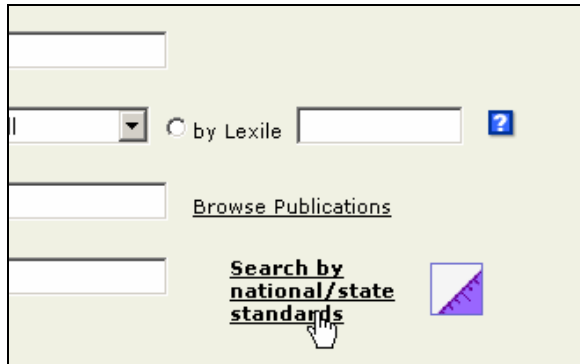 by Lexile
?
Browse Publications
Search by
national/state
standards